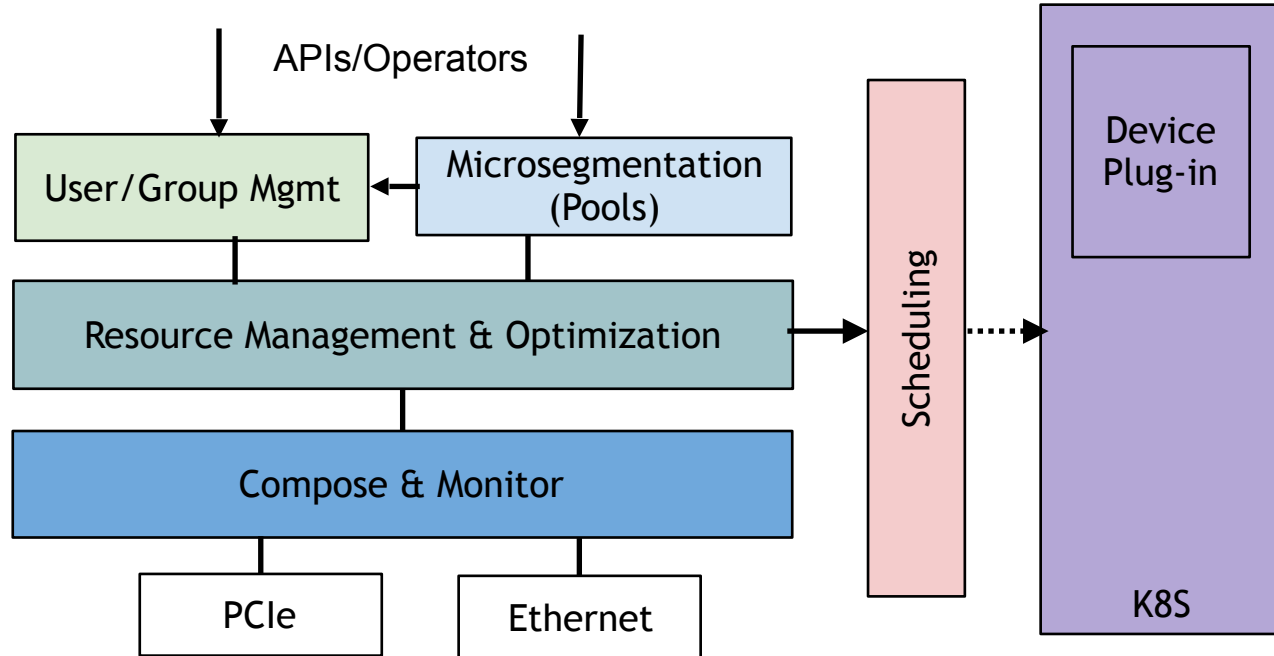 APIs/Operators
User/Group Mgmt
Microsegmentation
(Pools)
Resource Management & Optimization
Compose & Monitor
PCIe
Ethernet
Scheduling
Device
Plug-in
K8S